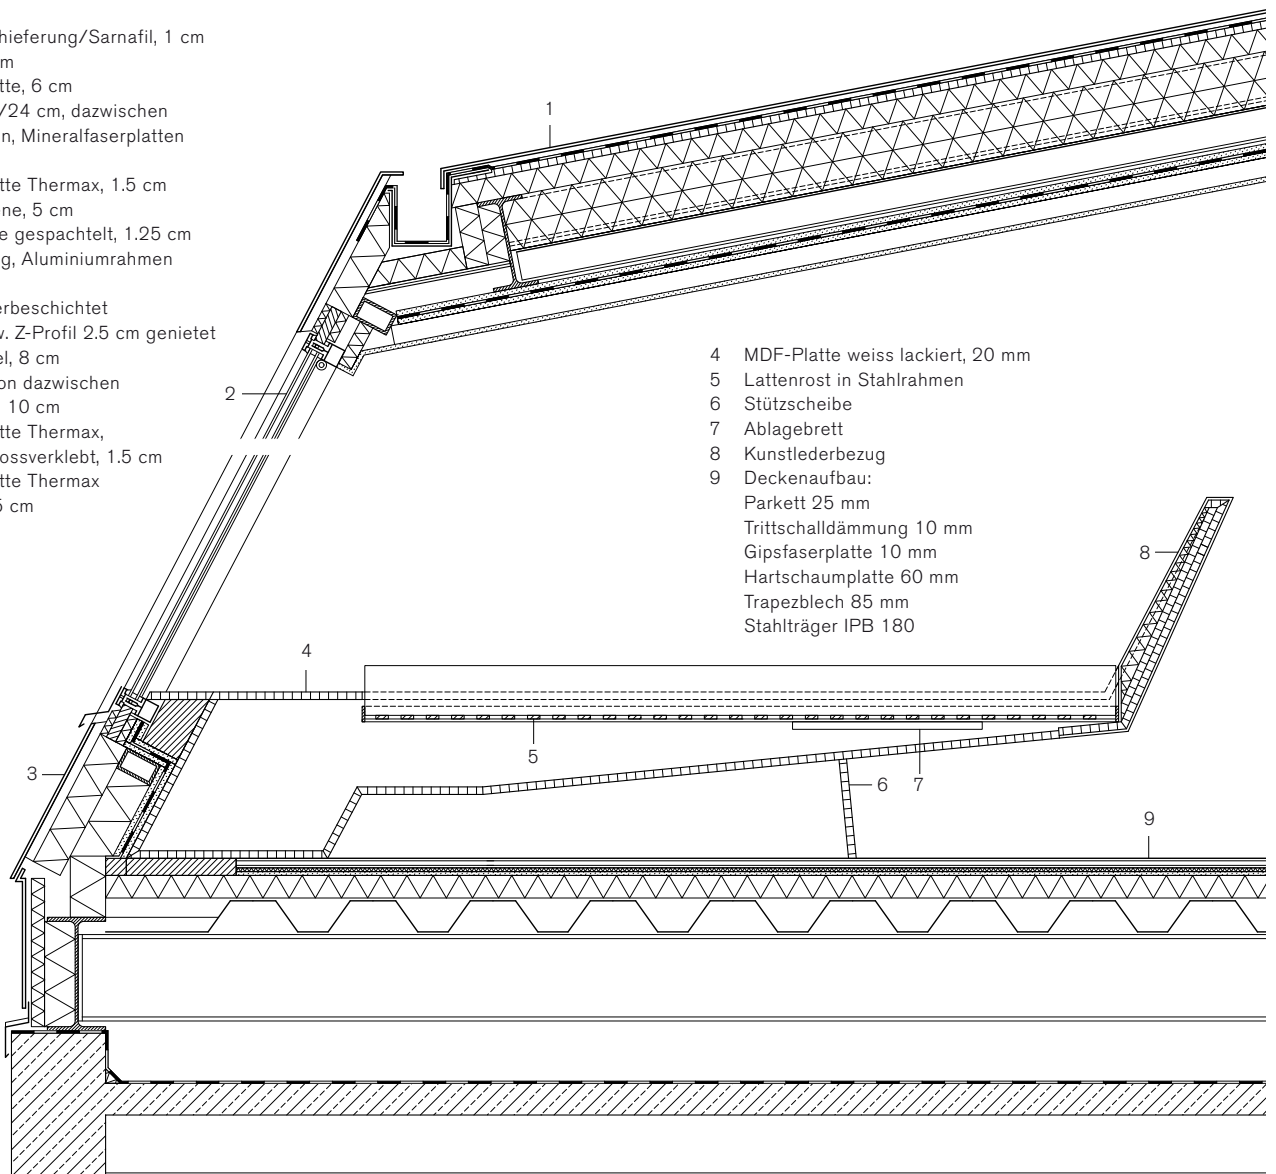 hieferung/Sarnafil, 1 cm
m
tte, 6 cm
/24 cm, dazwischen
n, Mineralfaserplatten
tte Thermax, 1.5 cm
ene, 5 cm
e gespachtelt, 1.25 cm
g, Aluminiumrahmen
erbeschichtet
v. Z-Profil 2.5 cm genietet
el, 8 cm
on dazwischen
10 cm
tte Thermax,
ossverklebt, 1.5 cm
tte Thermax
5 cm
1
2
4 MDF-Platte weiss lackiert, 20 mm
5 Lattenrost in Stahlrahmen
6 Stützscheibe
7 Ablagebrett
8 Kunstlederbezug
9 Deckenaufbau:
Parkett 25 mm
Trittschalldämmung 10 mm
Gipsfaserplatte 10 mm
Hartschaumplatte 60 mm
Trapezblech 85 mm
Stahlträger IPB 180
8
4
5
3
6
7
9